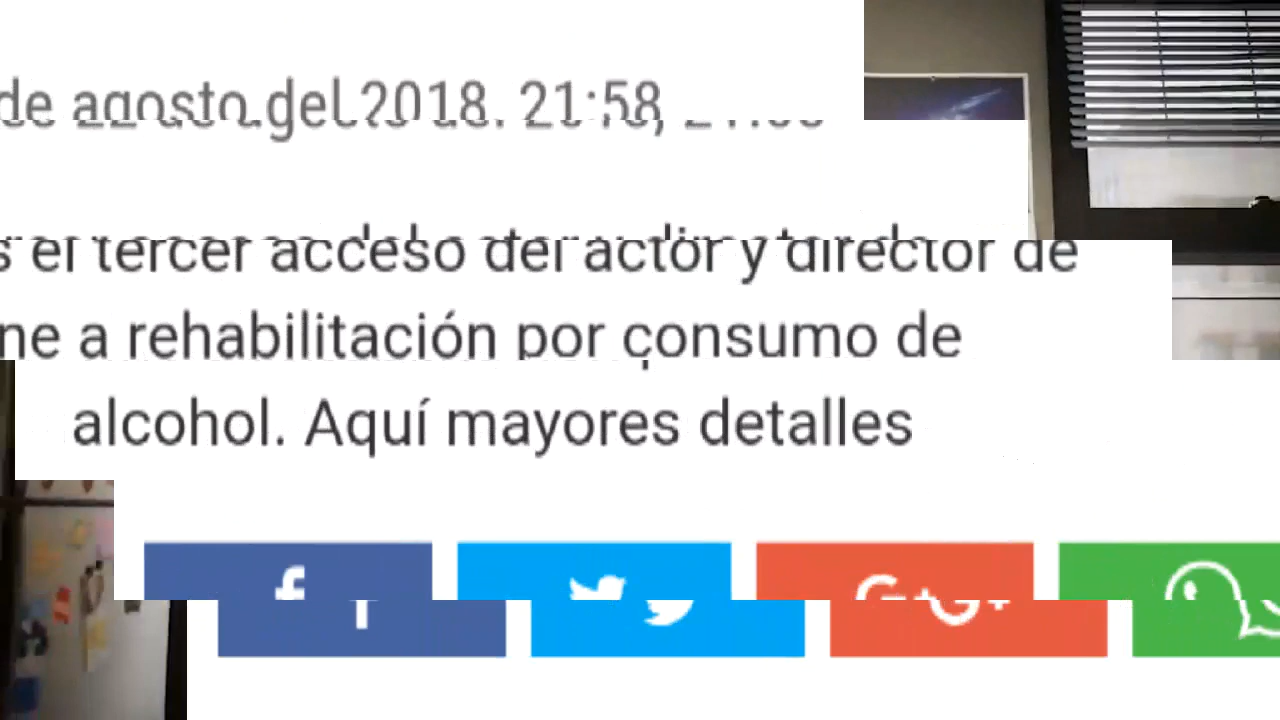 de agosto del 2018. 21:58,
el tercer acceso del actor y director de
a rehabilitación por consumo de
alcohol. Aquí mayores detalles
f
G+